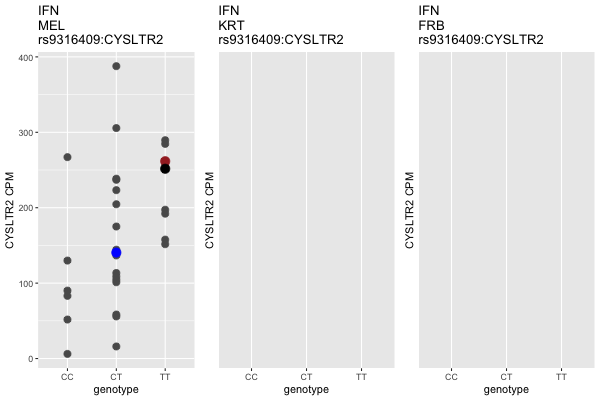 IFN
MEL
rs9316409:CYSLTR2
400
300
200
100
0
CYSLTR2 CPM
CC CT TT
genotype
IFN
KRT
rs9316409:CYSLTR2
CYSLTR2 CPM
CC CT TT
genotype
IFN
FRB
rs9316409:CYSLTR2
CYSLTR2 CPM
CC CT TT
genotype